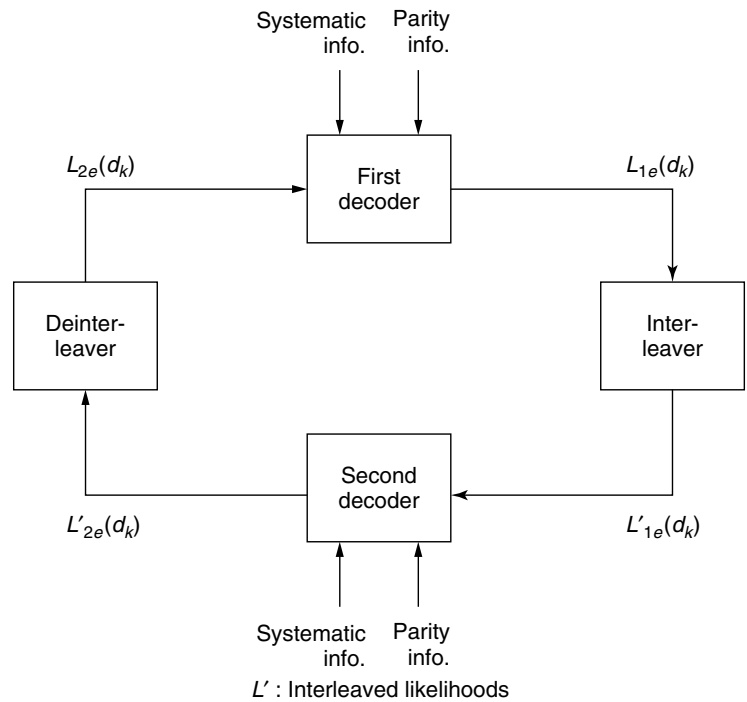 Systematic info.
Parity info.
First decoder
L2e(dk)
L1e(dk)
Deinter-
leaver
Inter-
leaver
Second decoder
L′2e(dk)
L′1e(dk)
Systematic info.
Parity info.
L′ : Interleaved likelihoods